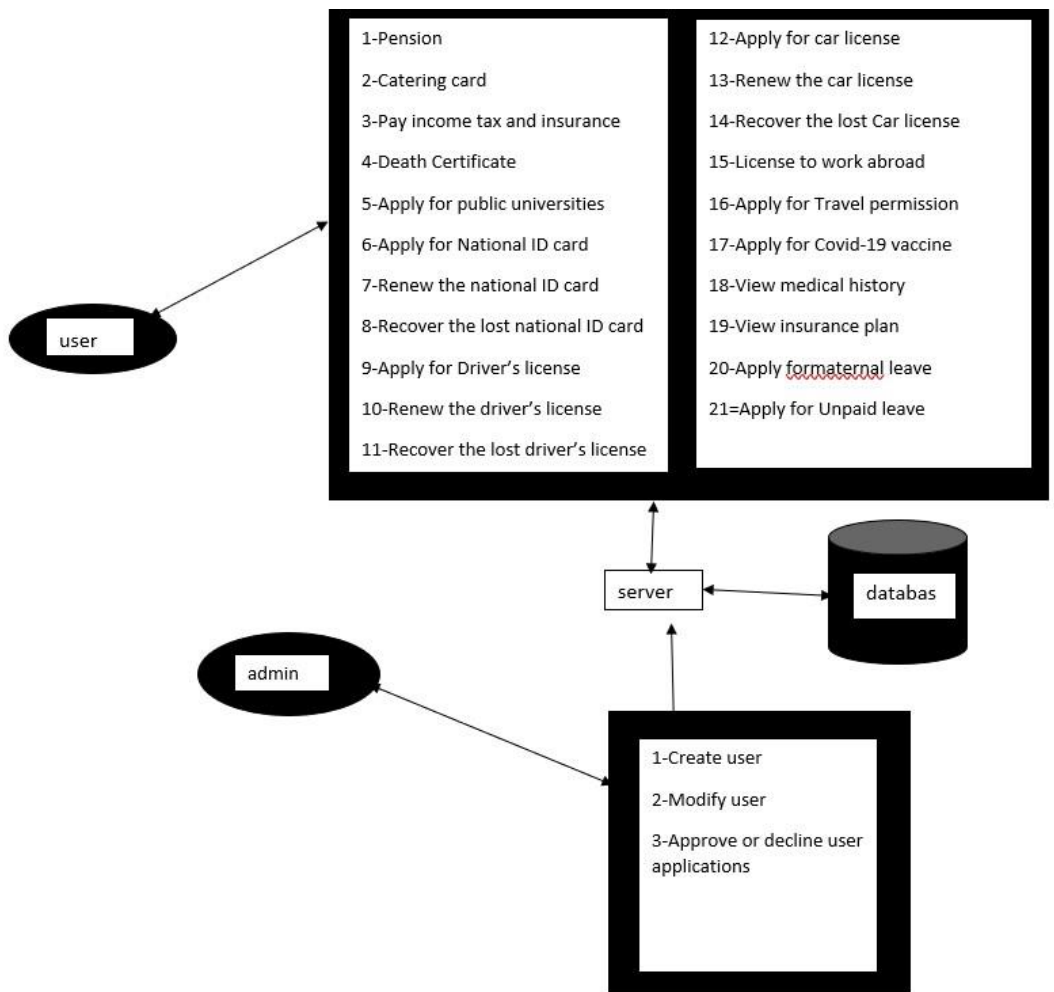 1-Pension
2-Catering card
3-Pay income tax and insurance
4-Death Certificate
5-Apply for public universities
6-Apply for National ID card
7-Renew the national ID card
8-Recover the lost national ID card
9-Apply for Driver’s license
10-Renew the driver’s license
11-Recover the lost driver’s license
12-Apply for car license
13-Renew the car license
14-Recover the lost Car license
15-License to work abroad
16-Apply for Travel permission
17-Apply for Covid-19 vaccine
18-View medical history
19-View insurance plan
20-Apply formaternal leave
21=Apply for Unpaid leave
user
server
databas
admin
1-Create user
2-Modify user
3-Approve or decline user
applications